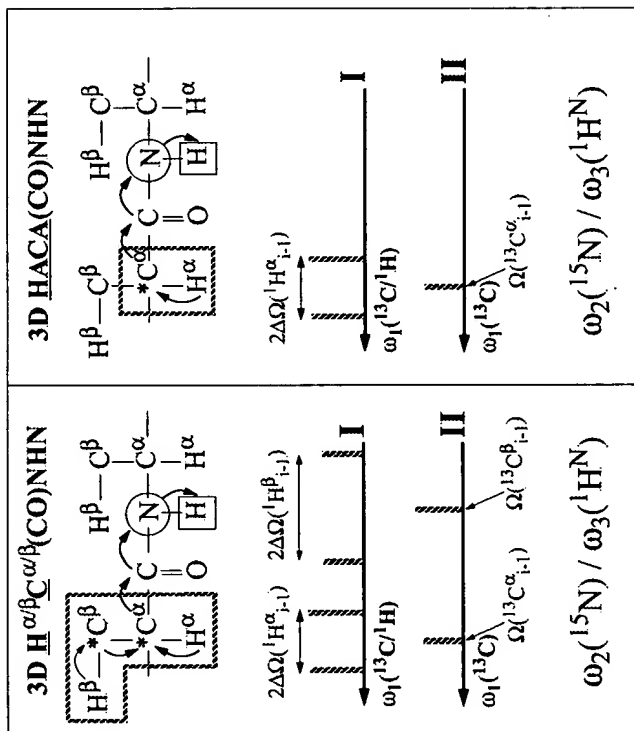 3D H^α/β C^α/β(CO)NHN
H^β *C^β H^β C^β
*C^α C N C^α
H^α O H H^α
2ΔΩ(¹H^α_i-1) 2ΔΩ(¹H^β_i-1)
I
ω₁(¹³C/¹H)
II
ω₁(¹³C)
Ω(¹³C^α_i-1) Ω(¹³C^β_i-1)
ω₂(¹⁵N) / ω₃(¹H^N)
3D HACA(CO)NHN
H^β C^β H^β C^β
*C^α C N C^α
H^α O H H^α
2ΔΩ(¹H^α_i-1)
I
ω₁(¹³C/¹H)
II
ω₁(¹³C)
Ω(¹³C^α_i-1)
ω₂(¹⁵N) / ω₃(¹H^N)